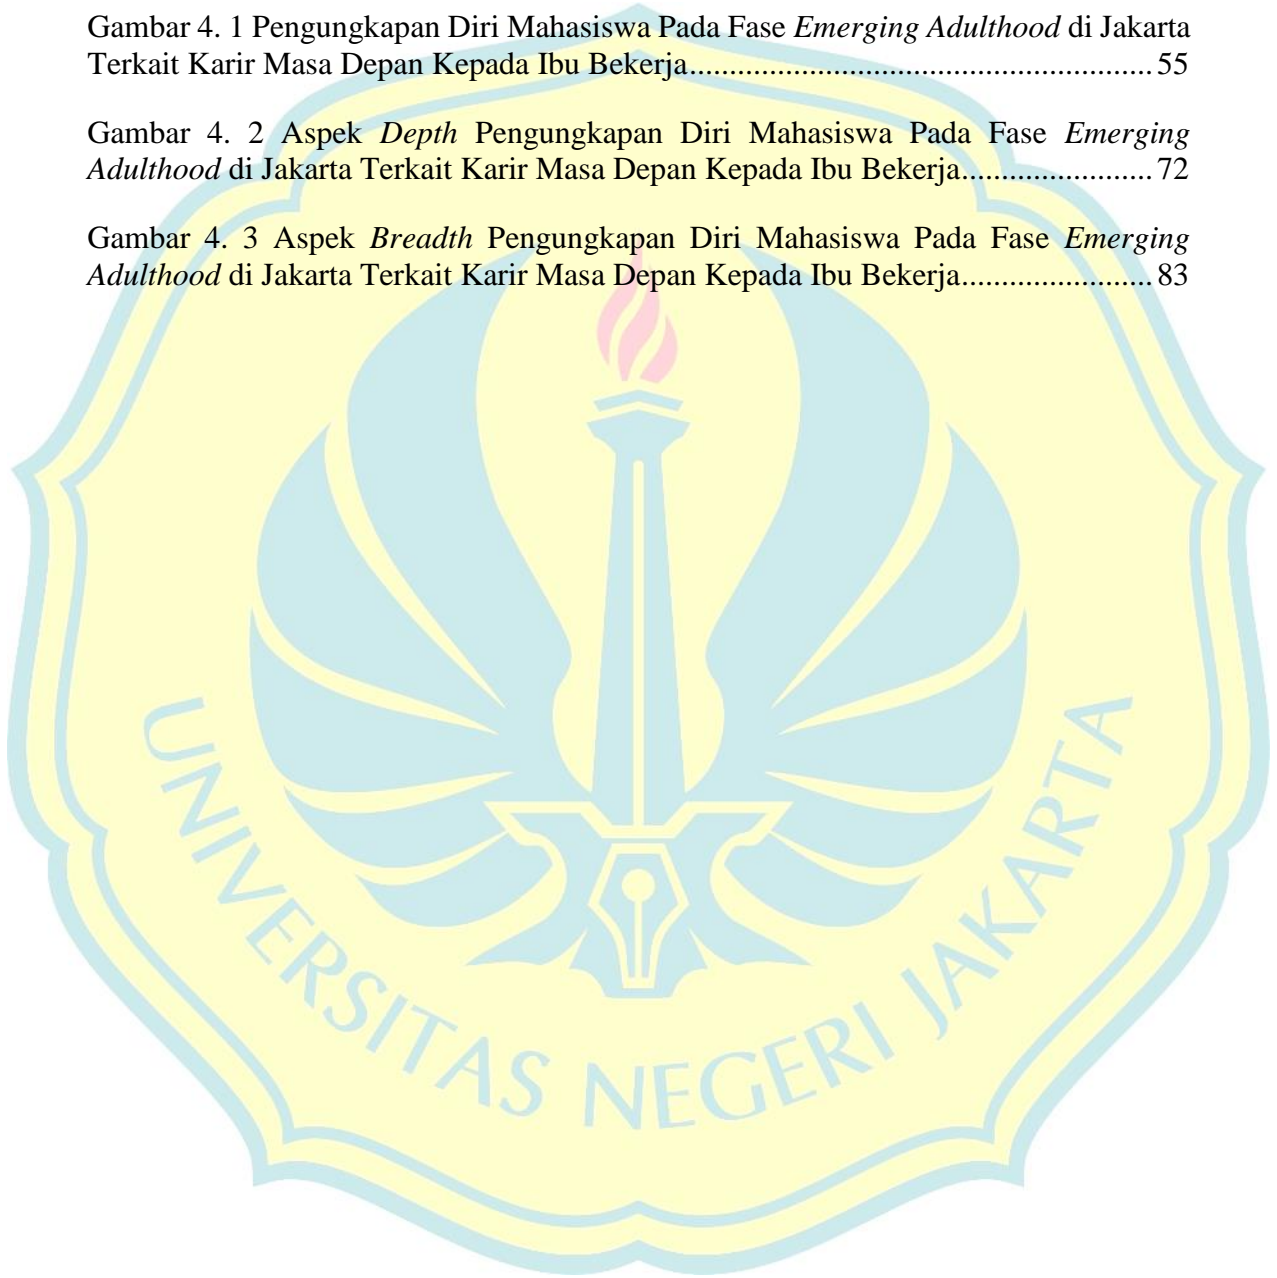 Gambar 4. 1 Pengungkapan Diri Mahasiswa Pada Fase Emerging Adulthood di Jakarta
Terkait Karir Masa Depan Kepada Ibu Bekerja.......................................................... 55
Gambar 4. 2 Aspek Depth Pengungkapan Diri Mahasiswa Pada Fase Emerging
Adulthood di Jakarta Terkait Karir Masa Depan Kepada Ibu Bekerja........................ 72
Gambar 4. 3 Aspek Breadth Pengungkapan Diri Mahasiswa Pada Fase Emerging
Adulthood di Jakarta Terkait Karir Masa Depan Kepada Ibu Bekerja........................ 83
UNIVERSITAS NEGERI JAKARTA